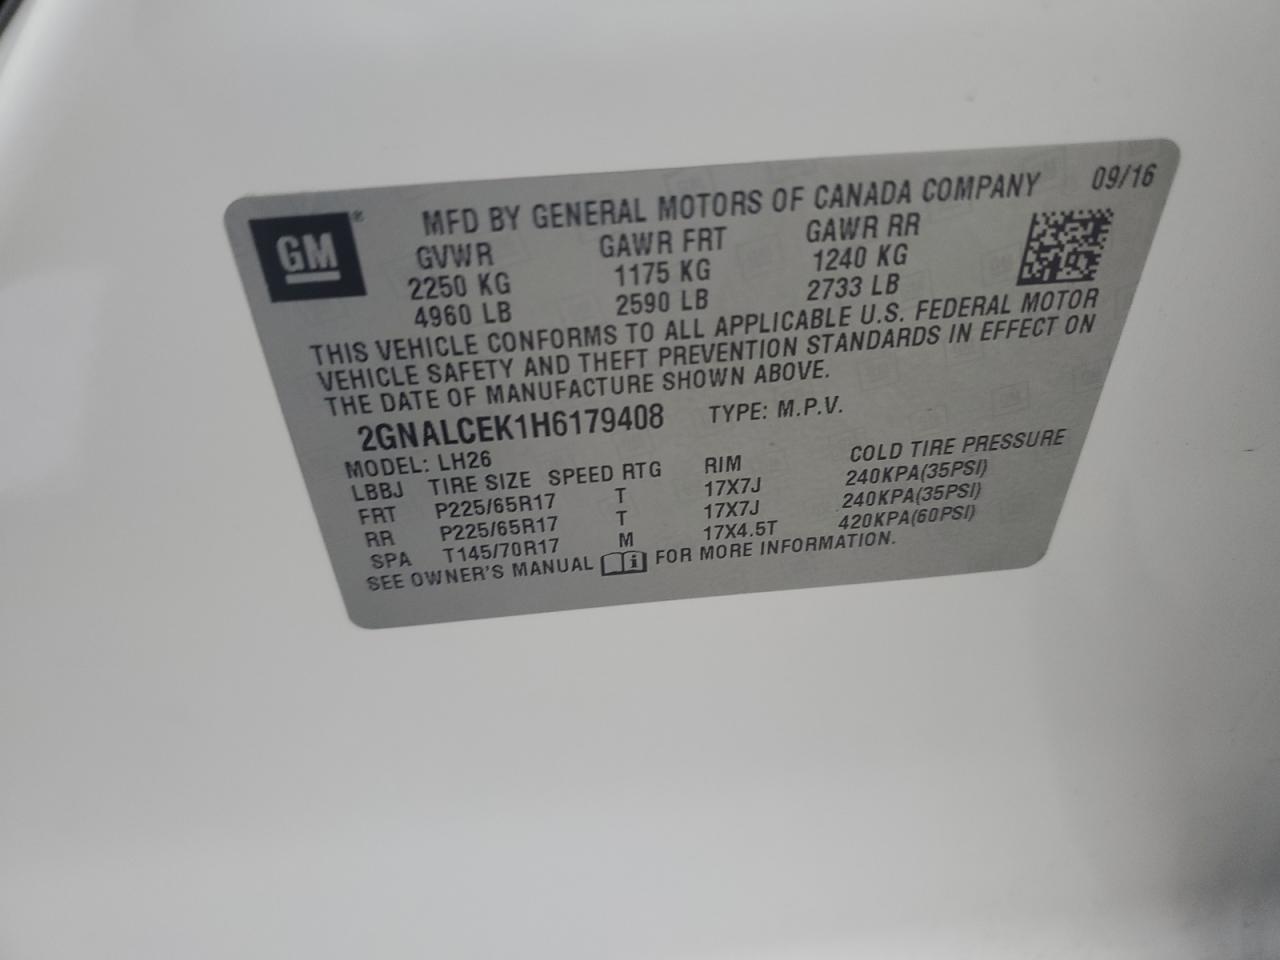 GM®
MFD BY GENERAL MOTORS OF CANADA COMPANY 09/16
GVWR GAWR FRT GAWR RR
2250 KG 1175 KG 1240 KG
4960 LB 2590 LB 2733 LB
THIS VEHICLE CONFORMS TO ALL APPLICABLE U.S. FEDERAL MOTOR
VEHICLE SAFETY AND THEFT PREVENTION STANDARDS IN EFFECT ON
THE DATE OF MANUFACTURE SHOWN ABOVE.
2GNALCEK1H6179408 TYPE: M.P.V.
MODEL: LH26
LBBJ TIRE SIZE SPEED RTG RIM COLD TIRE PRESSURE
FRT P225/65R17 T 17X7J 240KPA(35PSI)
RR P225/65R17 T 17X7J 240KPA(35PSI)
SPA T145/70R17 M 17X4.5T 420KPA(60PSI)
SEE OWNER'S MANUAL i FOR MORE INFORMATION.